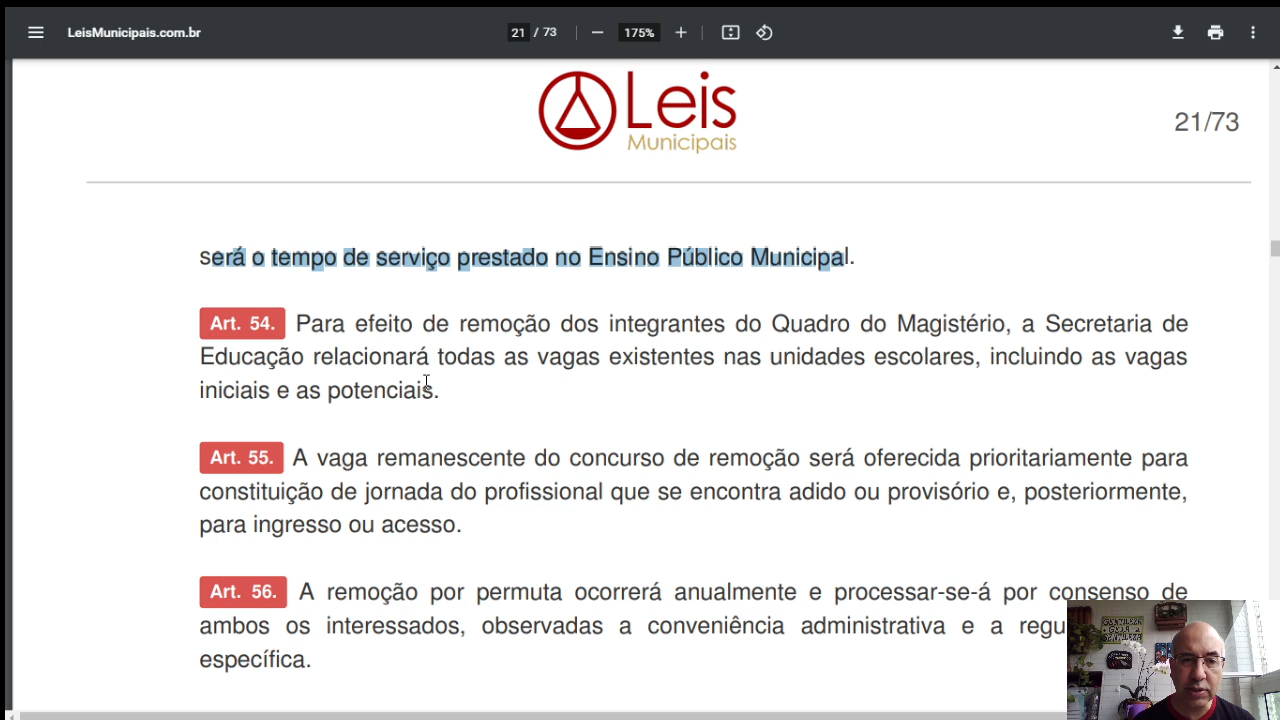 LeisMunicipais.com.br
21 / 73
175%
Leis
Municipais
21/73
será o tempo de serviço prestado no Ensino Público Municipal.
Art. 54. Para efeito de remoção dos integrantes do Quadro do Magistério, a Secretaria de
Educação relacionará todas as vagas existentes nas unidades escolares, incluindo as vagas
iniciais e as potenciais.
Art. 55. A vaga remanescente do concurso de remoção será oferecida prioritariamente para
constituição de jornada do profissional que se encontra adido ou provisório e, posteriormente,
para ingresso ou acesso.
Art. 56. A remoção por permuta ocorrerá anualmente e processar-se-á por consenso de
ambos os interessados, observadas a conveniência administrativa e a regu
específica.